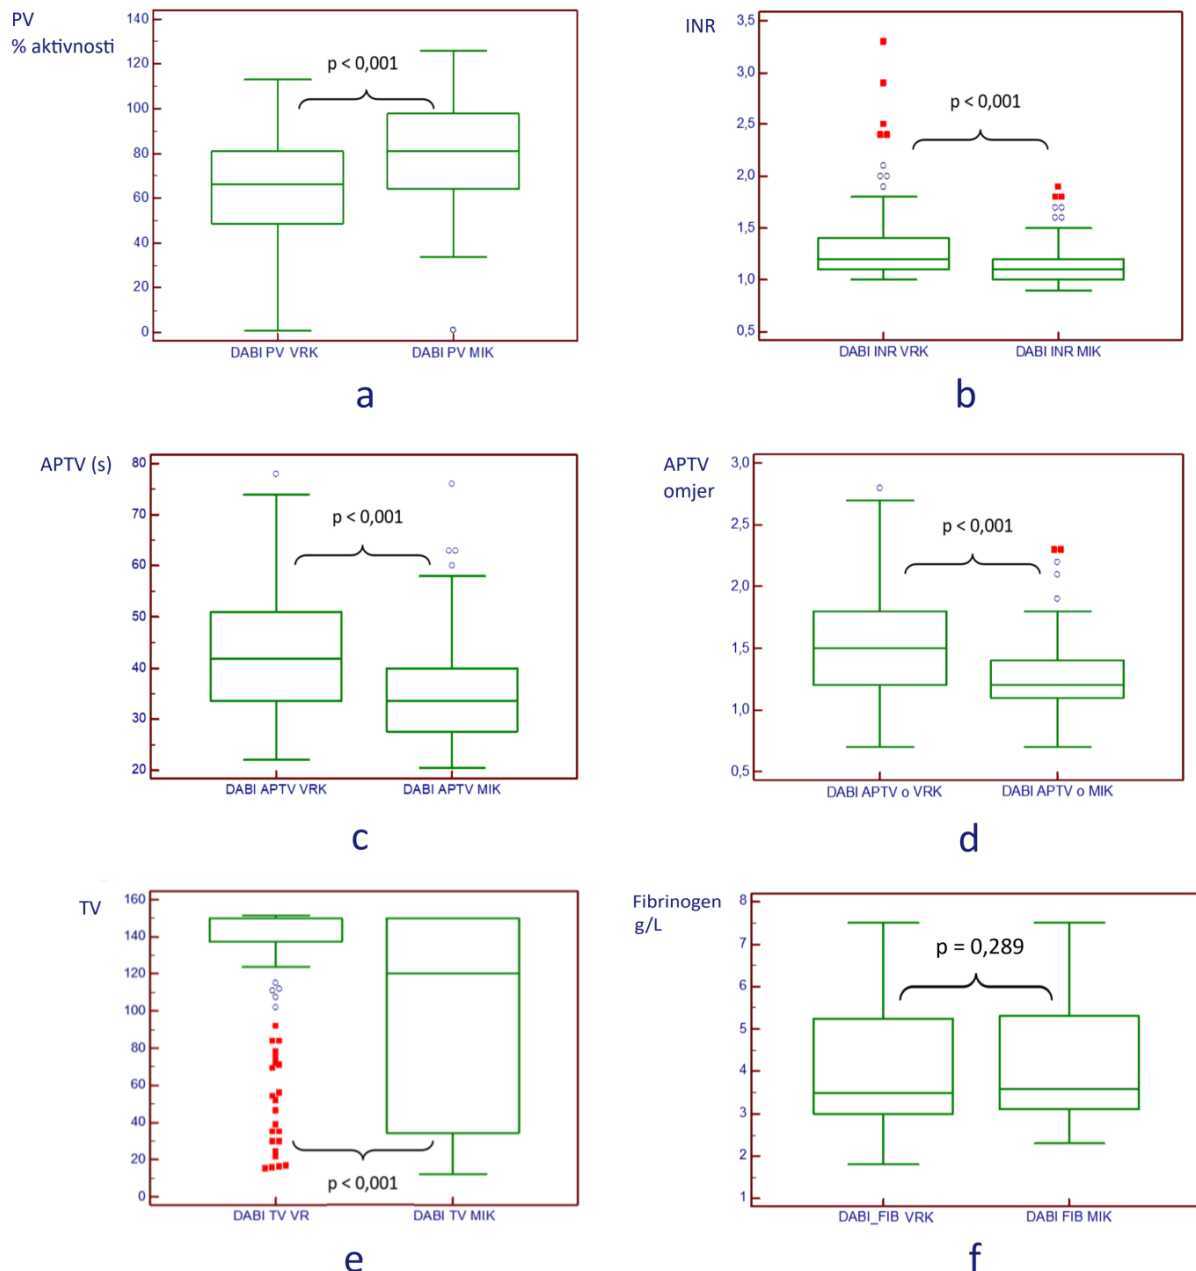 PV
% aktivnosti
140
120
100
80
60
40
20
0
p < 0,001
DABI PV VRK
DABI PV MIK
a
INR
3,5
3,0
2,5
2,0
1,5
1,0
0,5
p < 0,001
DABI INR VRK
DABI INR MIK
b
APTV (s)
80
70
60
50
40
30
20
p < 0,001
DABI APTV VRK
DABI APTV MIK
c
APTV
omjer
3,0
2,5
2,0
1,5
1,0
0,5
p < 0,001
DABI APTV o VRK
DABI APTV o MIK
d
TV
160
140
120
100
80
60
40
20
0
p < 0,001
DABI TV VR
DABI TV MIK
e
Fibrinogen
g/L
8
7
6
5
4
3
2
1
p = 0,289
DABI_FIB VRK
DABI FIB MIK
f